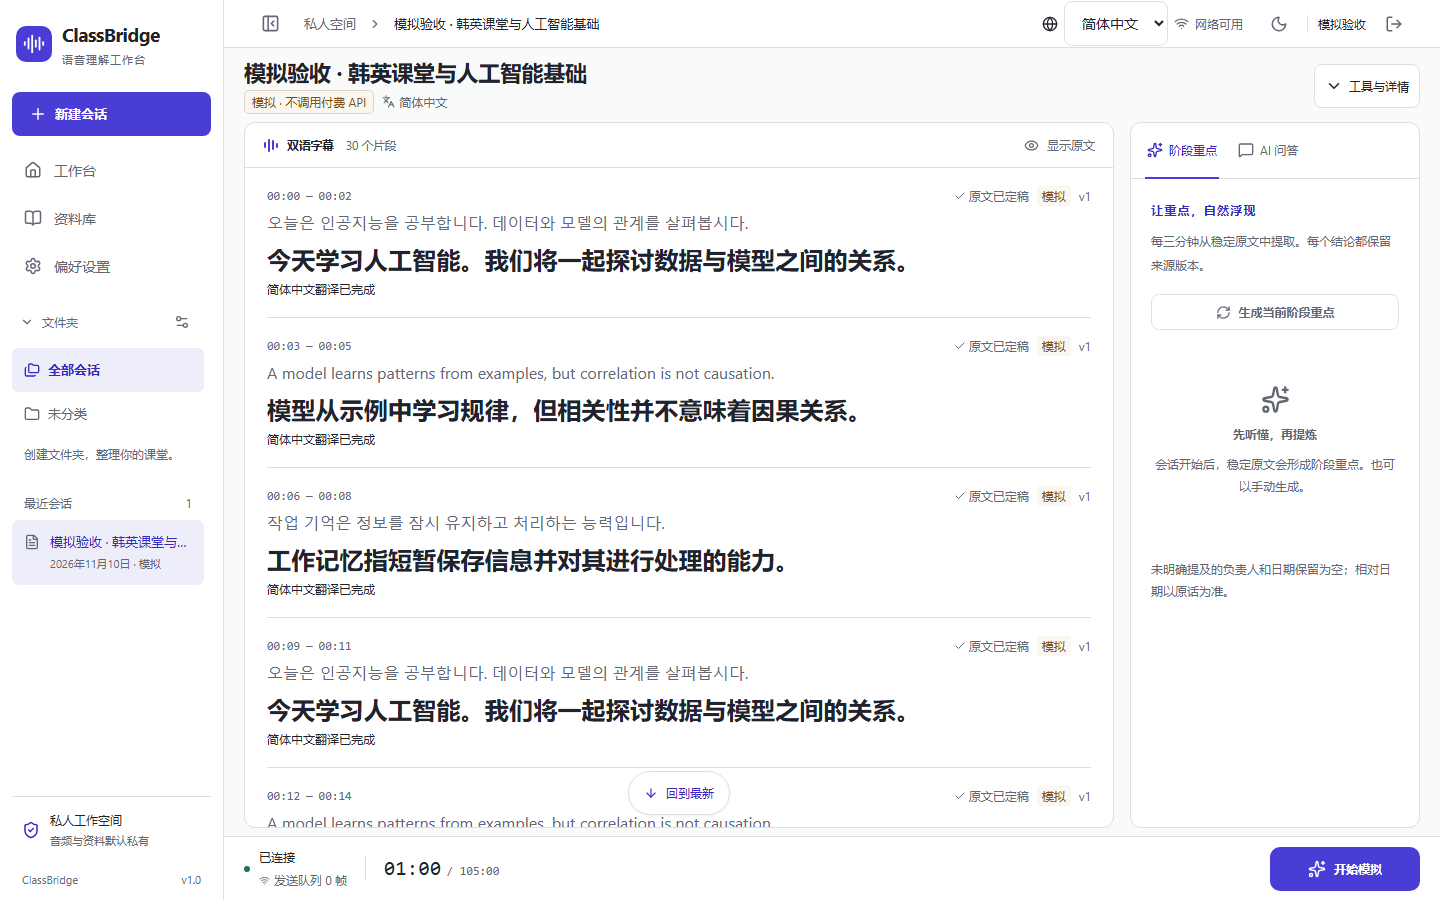 ClassBridge
语音理解工作台
新建会话
工作台
资料库
偏好设置
文件夹
全部会话
未分类
创建文件夹，整理你的课堂。
最近会话 1
模拟验收 · 韩英课堂与...
2026年11月10日 · 模拟
私人工作空间
音频与资料默认私有
ClassBridge v1.0
私人空间 模拟验收 · 韩英课堂与人工智能基础
简体中文 网络可用 模拟验收
模拟验收 · 韩英课堂与人工智能基础
模拟 · 不调用付费 API 简体中文
工具与详情
双语字幕 30 个片段 显示原文
00:00 — 00:02 原文已定稿 模拟 v1
오늘은 인공지능을 공부합니다. 데이터와 모델의 관계를 살펴봅시다.
今天学习人工智能。我们将一起探讨数据与模型之间的关系。
简体中文翻译已完成
00:03 — 00:05 原文已定稿 模拟 v1
A model learns patterns from examples, but correlation is not causation.
模型从示例中学习规律，但相关性并不意味着因果关系。
简体中文翻译已完成
00:06 — 00:08 原文已定稿 模拟 v1
작업 기억은 정보를 잠시 유지하고 처리하는 능력입니다.
工作记忆指短暂保存信息并对其进行处理的能力。
简体中文翻译已完成
00:09 — 00:11 原文已定稿 模拟 v1
오늘은 인공지능을 공부합니다. 데이터와 모델의 관계를 살펴봅시다.
今天学习人工智能。我们将一起探讨数据与模型之间的关系。
简体中文翻译已完成
00:12 — 00:14 原文已定稿 模拟 v1
A model learns patterns from examples, but correlation is not causation.
回到最新
阶段重点 AI 问答
让重点，自然浮现
每三分钟从稳定原文中提取。每个结论都保留
来源版本。
生成当前阶段重点
先听懂，再提炼
会话开始后，稳定原文会形成阶段重点。也可
以手动生成。
未明确提及的负责人和日期保留为空；相对日
期以原话为准。
已连接
发送队列 0 帧
01:00 / 105:00
开始模拟